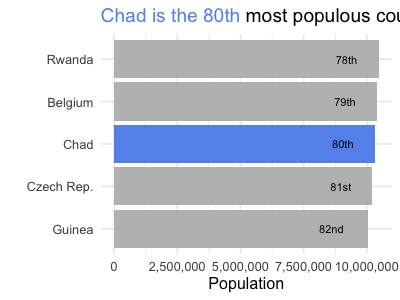 Chad is the 80th most populous cou
Rwanda 78th
Belgium 79th
Chad 80th
Czech Rep. 81st
Guinea 82nd
0 2,500,000 5,000,000 7,500,000 10,000,000
Population